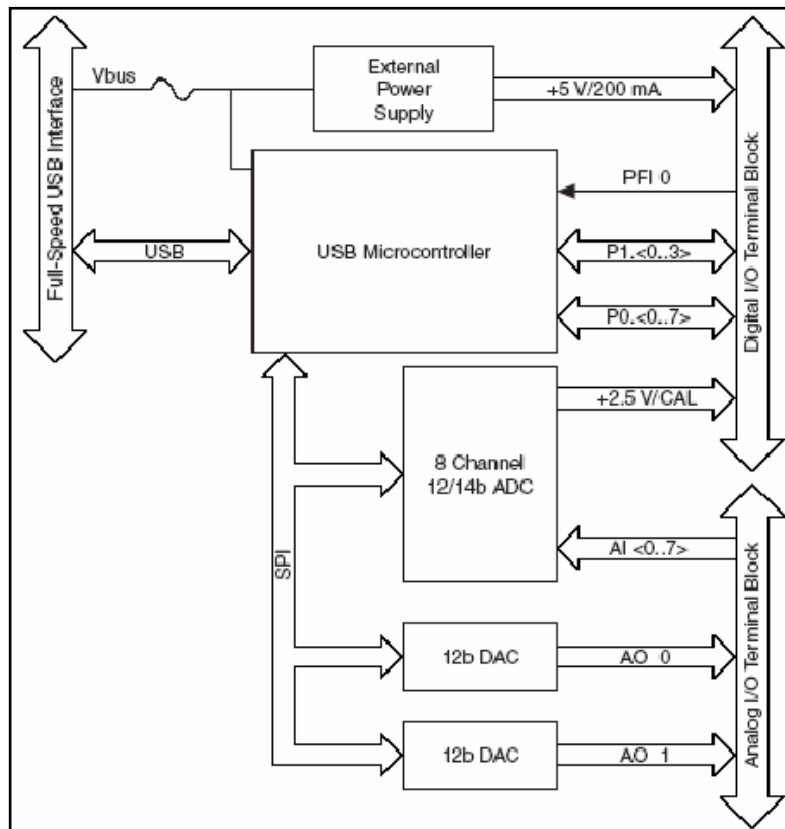 Vbus
External
Power
Supply
+5 V/200 mA
Full-Speed USB Interface
USB
USB Microcontroller
PFI 0
P1.<0..3>
P0.<0..7>
Digital I/O Terminal Block
+2.5 V/CAL
8 Channel
12/14b ADC
AI <0..7>
SPI
12b DAC
AO 0
12b DAC
AO 1
Analog I/O Terminal Block